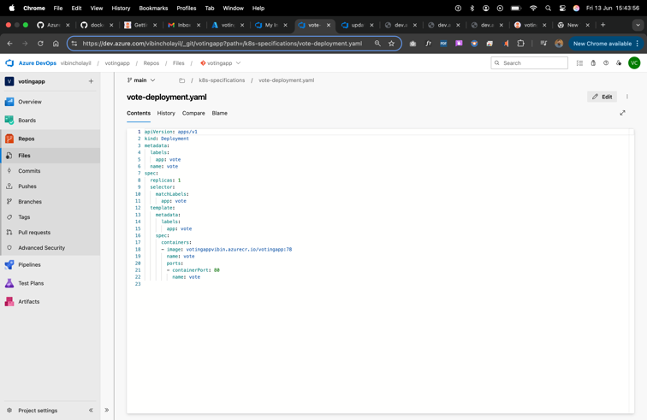 Chrome File Edit View History Bookmarks Profiles Tab Window Help Fri 13 Jun 15:43:56
Azure dock Getti Inbox votin My In vote- upda dev.a dev.a dev.a votin New
https://dev.azure.com/vibincholayil/_git/votingapp?path=/k8s-specifications/vote-deployment.yaml New Chrome available
Azure DevOps vibincholayil / votingapp / Repos / Files / votingapp Search VC
V votingapp +
Overview
Boards
Repos
Files
Commits
Pushes
Branches
Tags
Pull requests
Advanced Security
Pipelines
Test Plans
Artifacts
Project settings
main / k8s-specifications / vote-deployment.yaml
vote-deployment.yaml Edit
Contents History Compare Blame
1 apiVersion: apps/v1
2 kind: Deployment
3 metadata:
4 labels:
5 app: vote
6 name: vote
7 spec:
8 replicas: 1
9 selector:
10 matchLabels:
11 app: vote
12 template:
13 metadata:
14 labels:
15 app: vote
16 spec:
17 containers:
18 - image: votingappvibin.azurecr.io/votingapp:78
19 name: vote
20 ports:
21 - containerPort: 80
22 name: vote
23